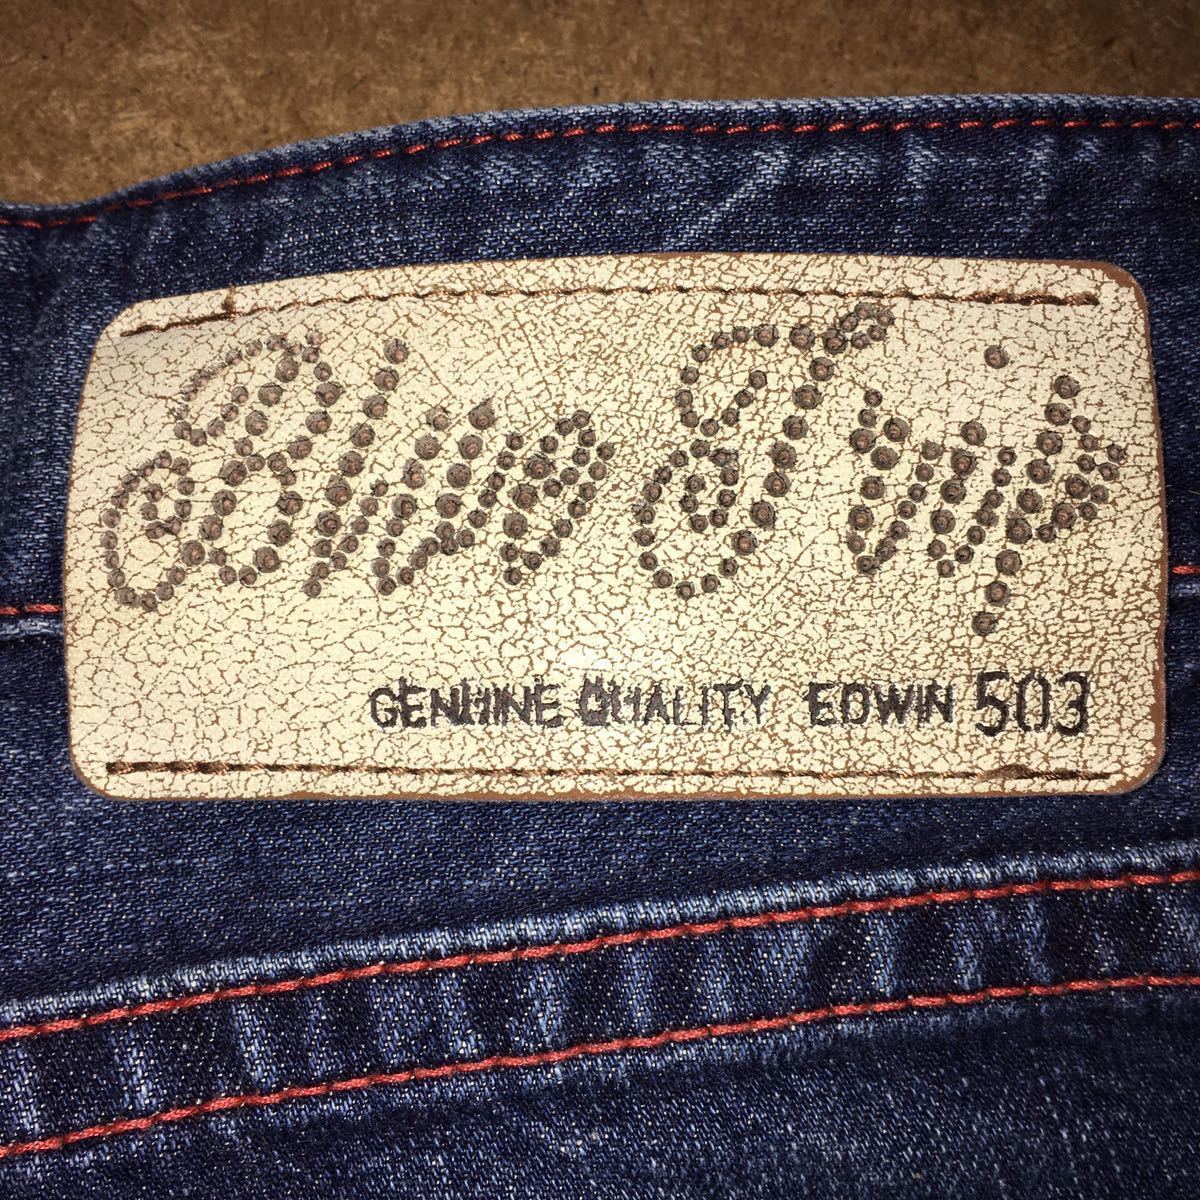 Blue Trip
GENUINE QUALITY EDWIN 503